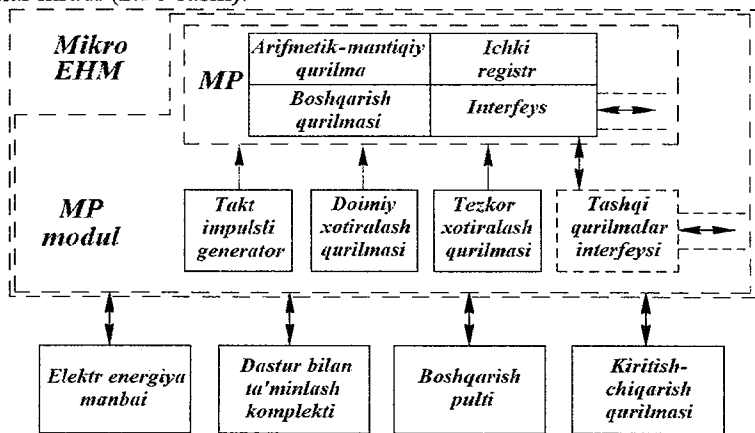 Mikro
EHM
MP
Arifmetik-mantiqiy
qurilma
Ichki
registr
Boshqarish
qurilmasi
Interfeys
MP
modul
Takt
impulsli
generator
Doimiy
xotiralash
qurilmasi
Tezkor
xotiralash
qurilmasi
Tashqi
qurilmalar
interfeysi
Elektr energiya
manbai
Dastur bilan
ta'minlash
komplekti
Boshqarish
pulti
Kiritish-
chiqarish
qurilmasi